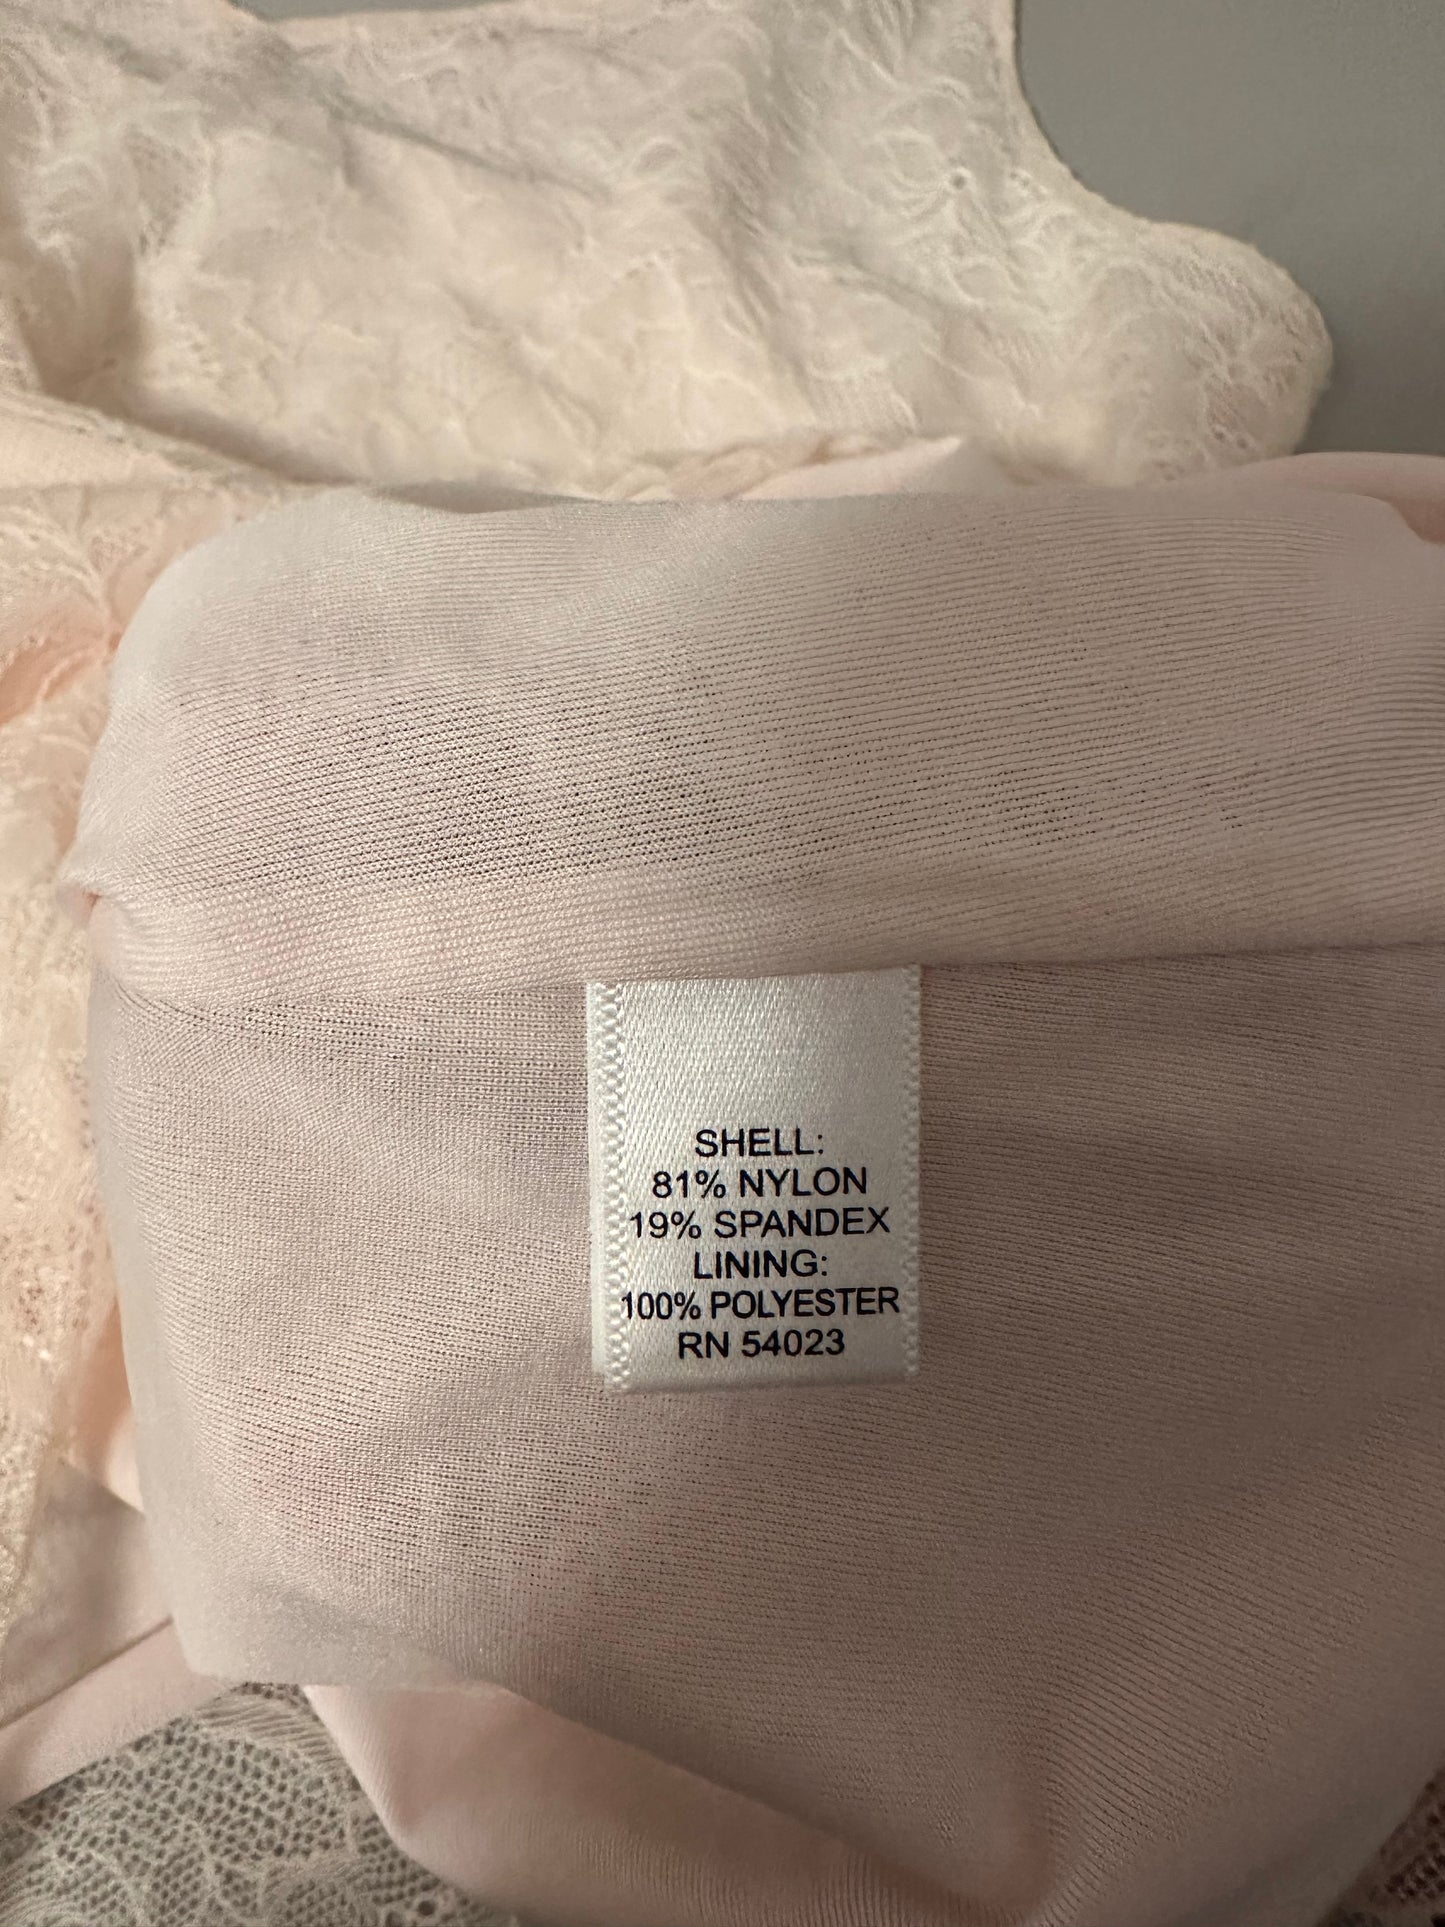 SHELL:
81% NYLON
19% SPANDEX
LINING:
100% POLYESTER
RN 54023